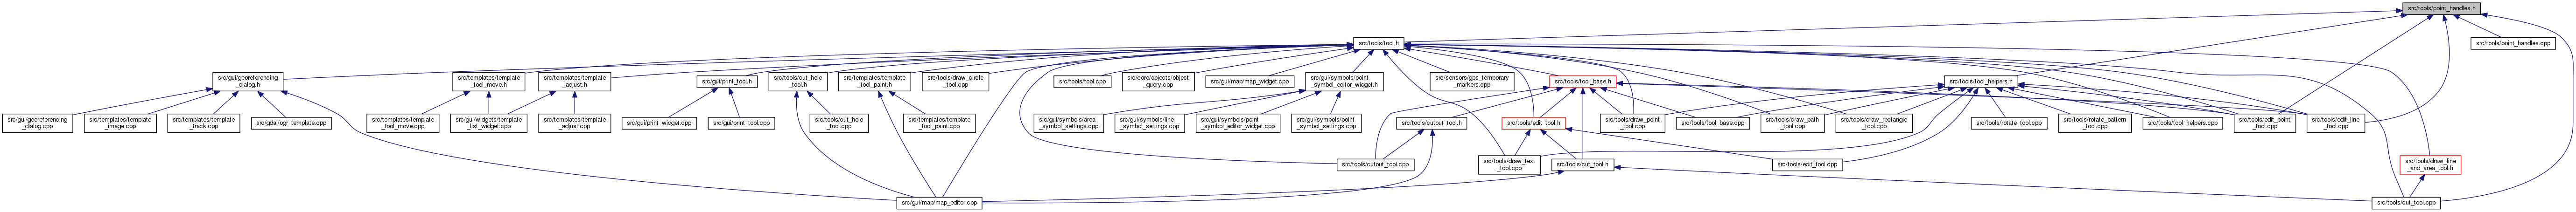 src/tools/point_handles.h
src/tools/tool.h
src/tools/point_handles.cpp
src/gui/georeferencing
_dialog.h
src/templates/template
_tool_move.h
src/templates/template
_adjust.h
src/gui/print_tool.h
src/tools/cut_hole
_tool.h
src/templates/template
_tool_paint.h
src/tools/draw_circle
_tool.cpp
src/tools/tool.cpp
src/core/objects/object
_query.cpp
src/gui/map/map_widget.cpp
src/gui/symbols/point
_symbol_editor_widget.h
src/sensors/gps_temporary
_markers.cpp
src/tools/tool_base.h
src/tools/tool_helpers.h
src/gui/georeferencing
_dialog.cpp
src/templates/template
_image.cpp
src/templates/template
_track.cpp
src/gdal/ogr_template.cpp
src/templates/template
_tool_move.cpp
src/gui/widgets/template
_list_widget.cpp
src/templates/template
_adjust.cpp
src/gui/print_widget.cpp
src/gui/print_tool.cpp
src/tools/cut_hole
_tool.cpp
src/templates/template
_tool_paint.cpp
src/gui/symbols/area
_symbol_settings.cpp
src/gui/symbols/line
_symbol_settings.cpp
src/gui/symbols/point
_symbol_editor_widget.cpp
src/gui/symbols/point
_symbol_settings.cpp
src/tools/cutout_tool.h
src/tools/edit_tool.h
src/tools/draw_point
_tool.cpp
src/tools/tool_base.cpp
src/tools/draw_path
_tool.cpp
src/tools/draw_rectangle
_tool.cpp
src/tools/rotate_tool.cpp
src/tools/rotate_pattern
_tool.cpp
src/tools/tool_helpers.cpp
src/tools/edit_point
_tool.cpp
src/tools/edit_line
_tool.cpp
src/tools/cutout_tool.cpp
src/tools/draw_text
_tool.cpp
src/tools/cut_tool.h
src/tools/edit_tool.cpp
src/tools/draw_line
_and_area_tool.h
src/gui/map/map_editor.cpp
src/tools/cut_tool.cpp